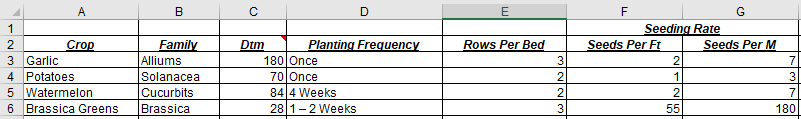 A B C D E F G
1 Seeding Rate
2 Crop Family Dtm Planting Frequency Rows Per Bed Seeds Per Ft Seeds Per M
3 Garlic Alliums 180 Once 3 2 7
4 Potatoes Solanacea 70 Once 2 1 3
5 Watermelon Cucurbits 84 4 Weeks 2 2 7
6 Brassica Greens Brassica 28 1 – 2 Weeks 3 55 180